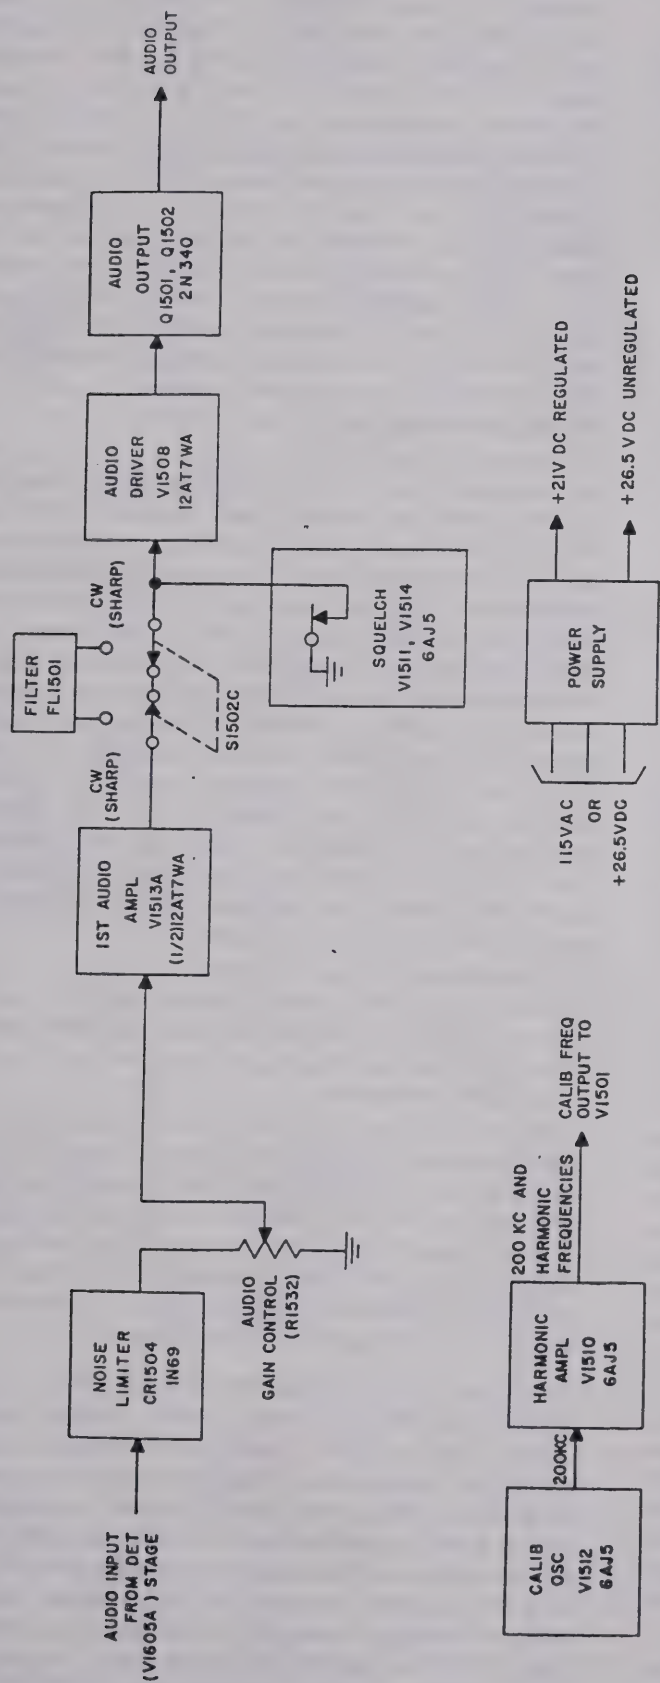 AUDIO INPUT
FROM DET
(V1605A) STAGE
NOISE
LIMITER
CR1504
1N69
AUDIO
GAIN CONTROL
(R1532)
1ST AUDIO
AMPL
V1513A
(1/2)12AT7WA
CW
(SHARP)
FILTER
FL1501
CW
(SHARP)
S1502C
SQUELCH
V1511, V1514
6AJ5
AUDIO
DRIVER
V1508
12AT7WA
AUDIO
OUTPUT
Q1501, Q1502
2N340
AUDIO
OUTPUT
CALIB
OSC
V1512
6AJ5
200KC
HARMONIC
AMPL
V1510
6AJ5
200 KC AND
HARMONIC
FREQUENCIES
CALIB FREQ
OUTPUT TO
V1501
115VAC
OR
+26.5VDC
POWER
SUPPLY
+21V DC REGULATED
+26.5 V DC UNREGULATED